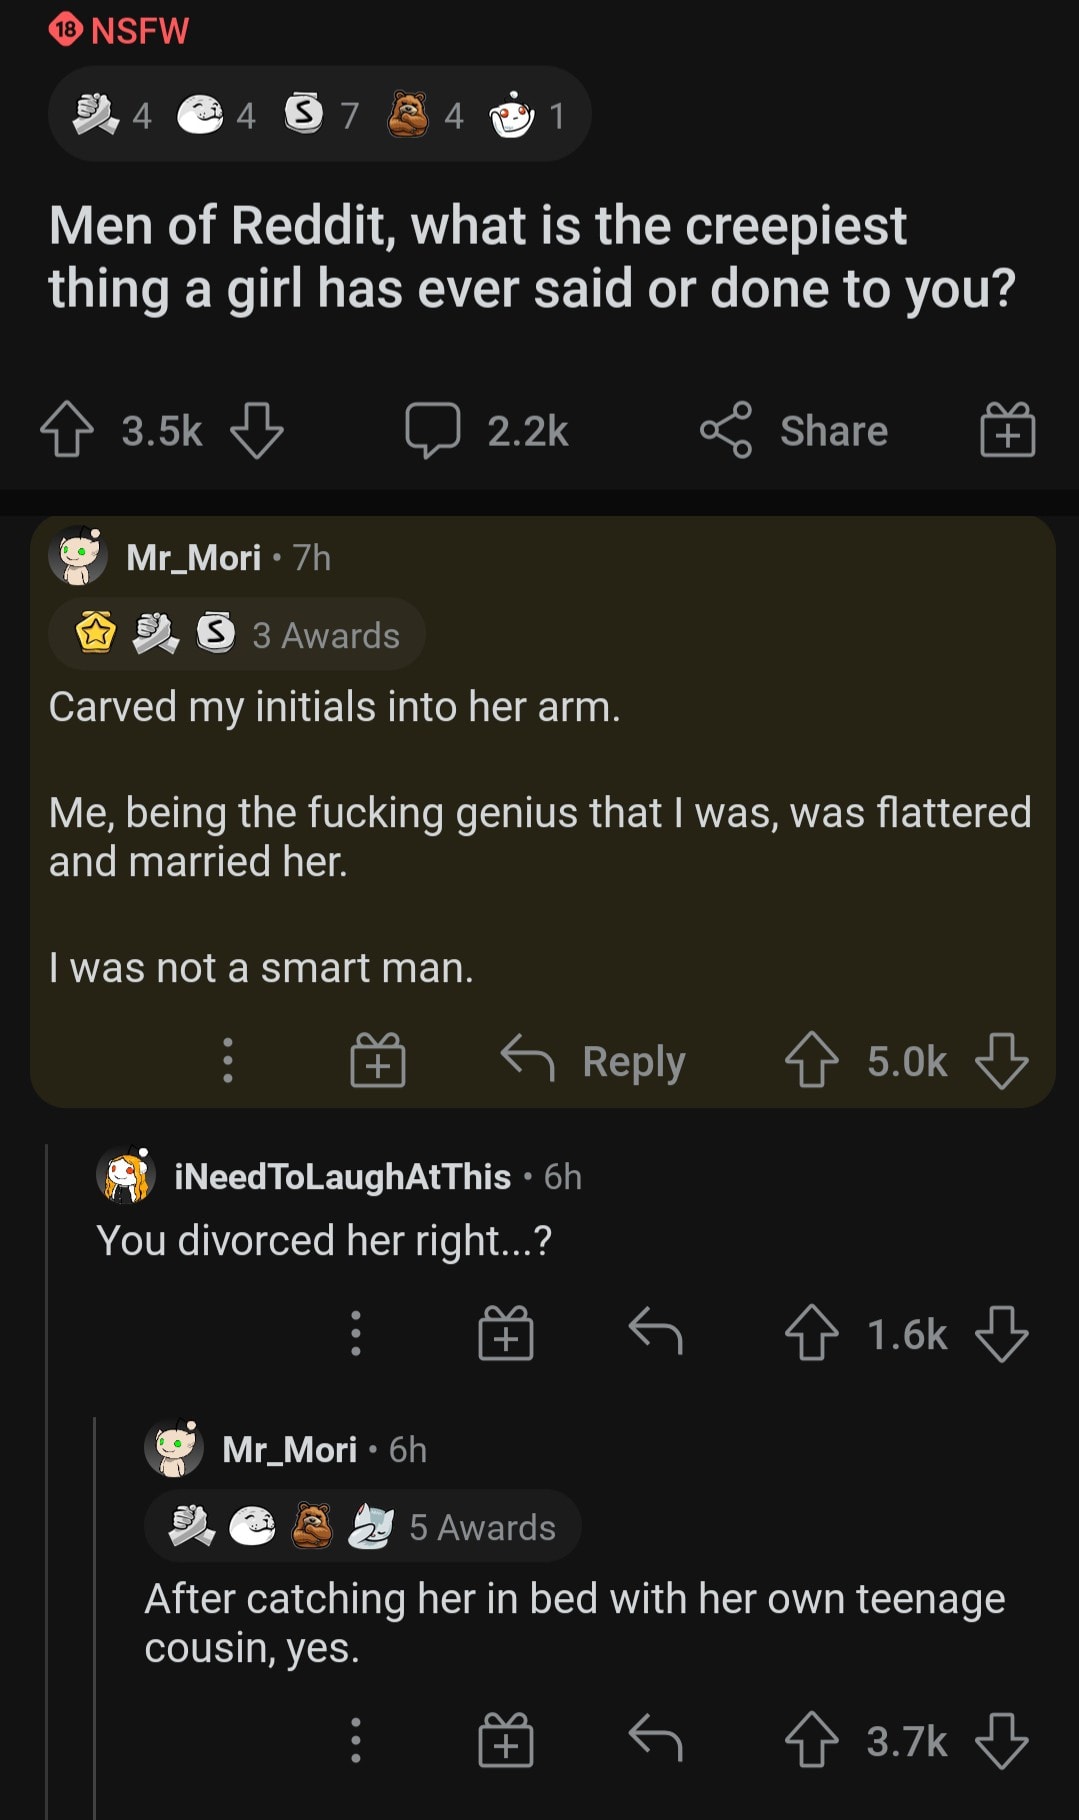 18 NSFW
4 4 S 7 4 1
Men of Reddit, what is the creepiest
thing a girl has ever said or done to you?
3.5k 2.2k Share
Mr_Mori • 7h
S 3 Awards
Carved my initials into her arm.
Me, being the fucking genius that I was, was flattered
and married her.
I was not a smart man.
Reply 5.0k
iNeedToLaughAtThis • 6h
You divorced her right...?
1.6k
Mr_Mori • 6h
5 Awards
After catching her in bed with her own teenage
cousin, yes.
3.7k